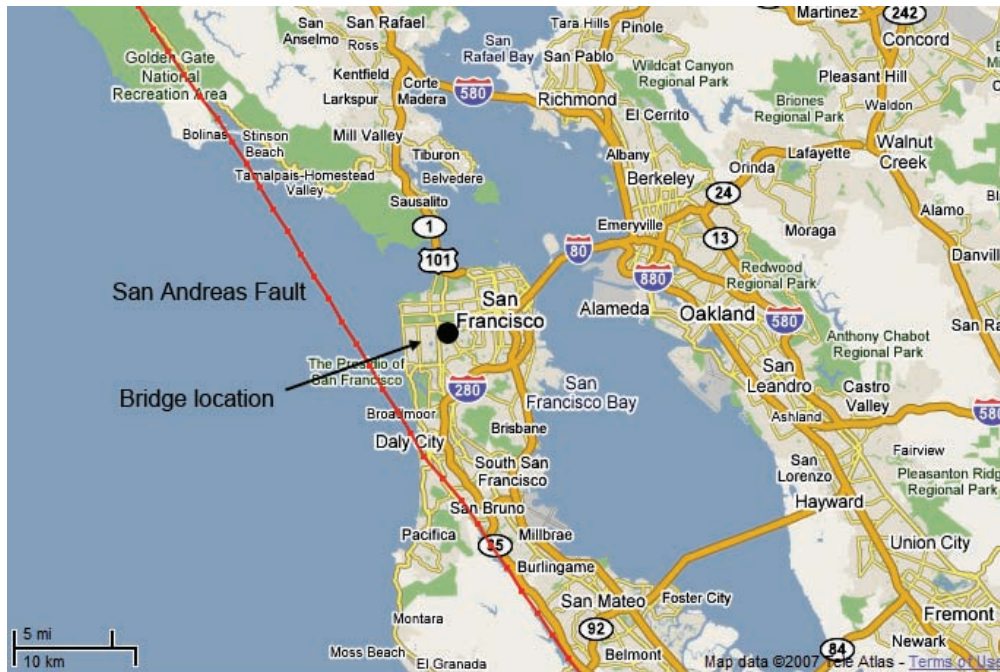 Martinez
242
Concord
San Anselmo
San Rafael
Ross
San Rafael Bay
Tara Hills
Pinole
San Pablo
Wildcat Canyon Regional Park
Pleasant Hill
Golden Gate National Recreation Area
Kentfield
Larkspur
Corte Madera
580
Richmond
El Cerrito
Briones Regional Park
Waldon
Walnut Creek
Bolinas
Stinson Beach
Mill Valley
Tiburon
Belvedere
Albany
Berkeley
Orinda
Lafayette
Tamalpais-Homestead Valley
Sausalito
24
Alamo
1
Emeryville
13
Moraga
101
80
Danville
880
Redwood Regional Park
San Andreas Fault
San Francisco
Alameda
Oakland
580
San Ra
Anthony Chabot Regional Park
The Presidio of San Francisco
Bridge location
280
San Francisco Bay
San Leandro
Castro Valley
Broadmoor
Brisbane
Ashland
580
Daly City
South San Francisco
San Lorenzo
Fairview
Pleasanton Ridge Regional Park
San Bruno
Hayward
Pacifica
35
Millbrae
Union City
Burlingame
San Mateo
Foster City
Fremont
Montara
92
5 mi
10 km
Moss Beach
El Granada
Belmont
84
Newark
Map data ©2007 Tele Atlas - Terms of Us